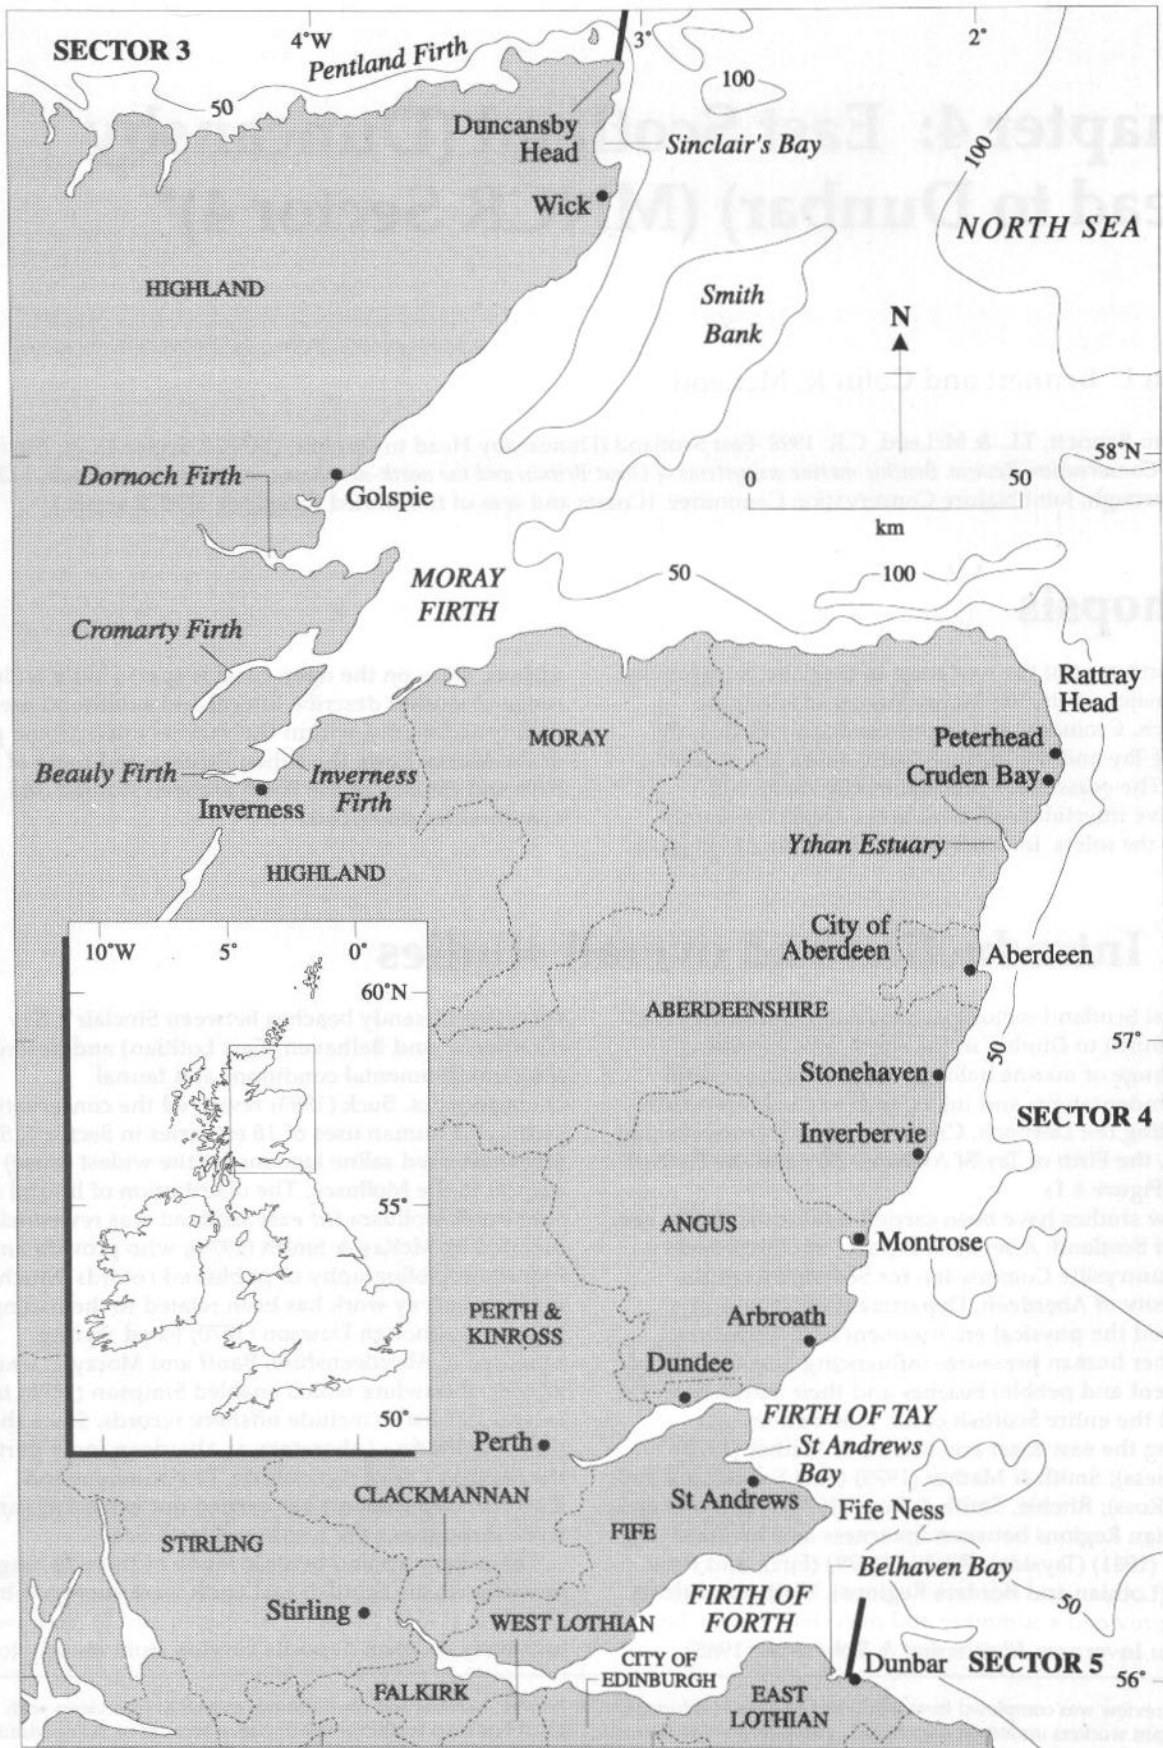 SECTOR 3
4°W
3°
2°
Pentland Firth
50
100
100
Duncansby
Head
Sinclair's Bay
Wick
NORTH SEA
HIGHLAND
Smith
Bank
N
58°N
0
50
km
Dornoch Firth
Golspie
MORAY
FIRTH
50
100
Cromarty Firth
Rattray
Head
MORAY
Peterhead
Cruden Bay
Beauly Firth
Inverness
Firth
Inverness
Ythan Estuary
HIGHLAND
City of
Aberdeen
Aberdeen
10°W
5°
0°
60°N
55°
50°
ABERDEENSHIRE
57°
50
Stonehaven
SECTOR 4
Inverbervie
ANGUS
Montrose
PERTH &
KINROSS
Arbroath
Dundee
FIRTH OF TAY
St Andrews
Bay
Perth
St Andrews
Fife Ness
CLACKMANNAN
STIRLING
FIFE
Belhaven Bay
50
Stirling
FIRTH OF
FORTH
WEST LOTHIAN
CITY OF
EDINBURGH
Dunbar
SECTOR 5
56°
FALKIRK
EAST
LOTHIAN